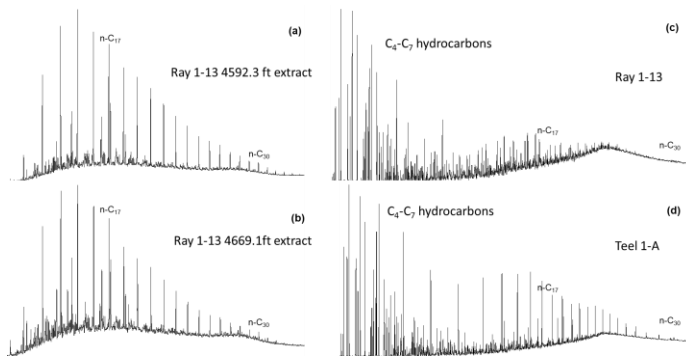 (a)
n-C17
Ray 1-13 4592.3 ft extract
n-C30
(b)
n-C17
Ray 1-13 4669.1ft extract
n-C30
(c)
C4-C7 hydrocarbons
Ray 1-13
n-C17
n-C30
(d)
C4-C7 hydrocarbons
Teel 1-A
n-C17
n-C30